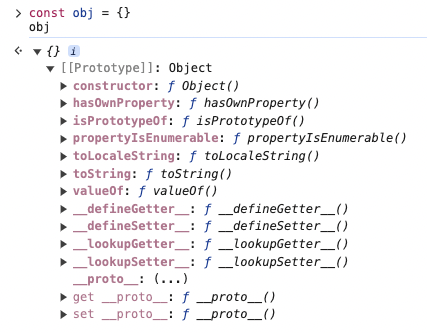 const obj = {}
obj
{} i
[[Prototype]]: Object
constructor: ƒ Object()
hasOwnProperty: ƒ hasOwnProperty()
isPrototypeOf: ƒ isPrototypeOf()
propertyIsEnumerable: ƒ propertyIsEnumerable()
toLocaleString: ƒ toLocaleString()
toString: ƒ toString()
valueOf: ƒ valueOf()
__defineGetter__: ƒ __defineGetter__()
__defineSetter__: ƒ __defineSetter__()
__lookupGetter__: ƒ __lookupGetter__()
__lookupSetter__: ƒ __lookupSetter__()
__proto__: (...)
get __proto__: ƒ __proto__()
set __proto__: ƒ __proto__()